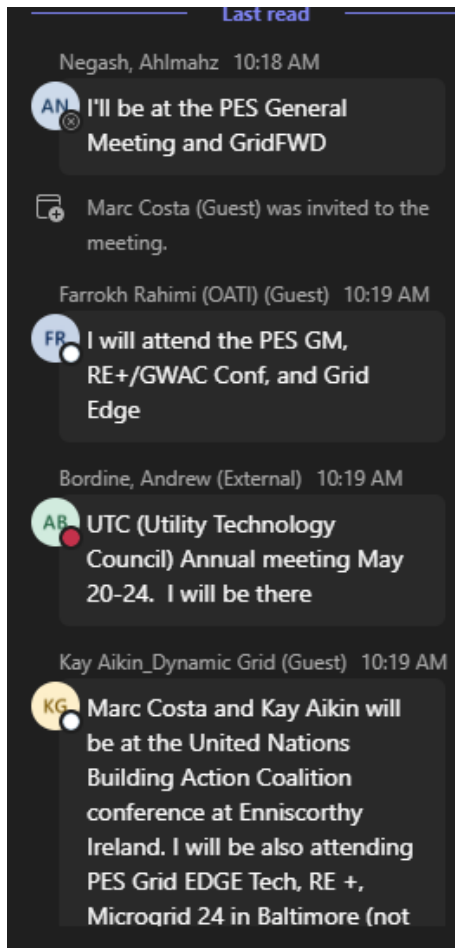 Last read
Negash, Ahlmahz 10:18 AM
AN
I'll be at the PES General
Meeting and GridFWD
Marc Costa (Guest) was invited to the
meeting.
Farrokh Rahimi (OATI) (Guest) 10:19 AM
FR
I will attend the PES GM,
RE+/GWAC Conf, and Grid
Edge
Bordine, Andrew (External) 10:19 AM
AB
UTC (Utility Technology
Council) Annual meeting May
20-24. I will be there
Kay Aikin_Dynamic Grid (Guest) 10:19 AM
KG
Marc Costa and Kay Aikin will
be at the United Nations
Building Action Coalition
conference at Enniscorthy
Ireland. I will be also attending
PES Grid EDGE Tech, RE +,
Microgrid 24 in Baltimore (not